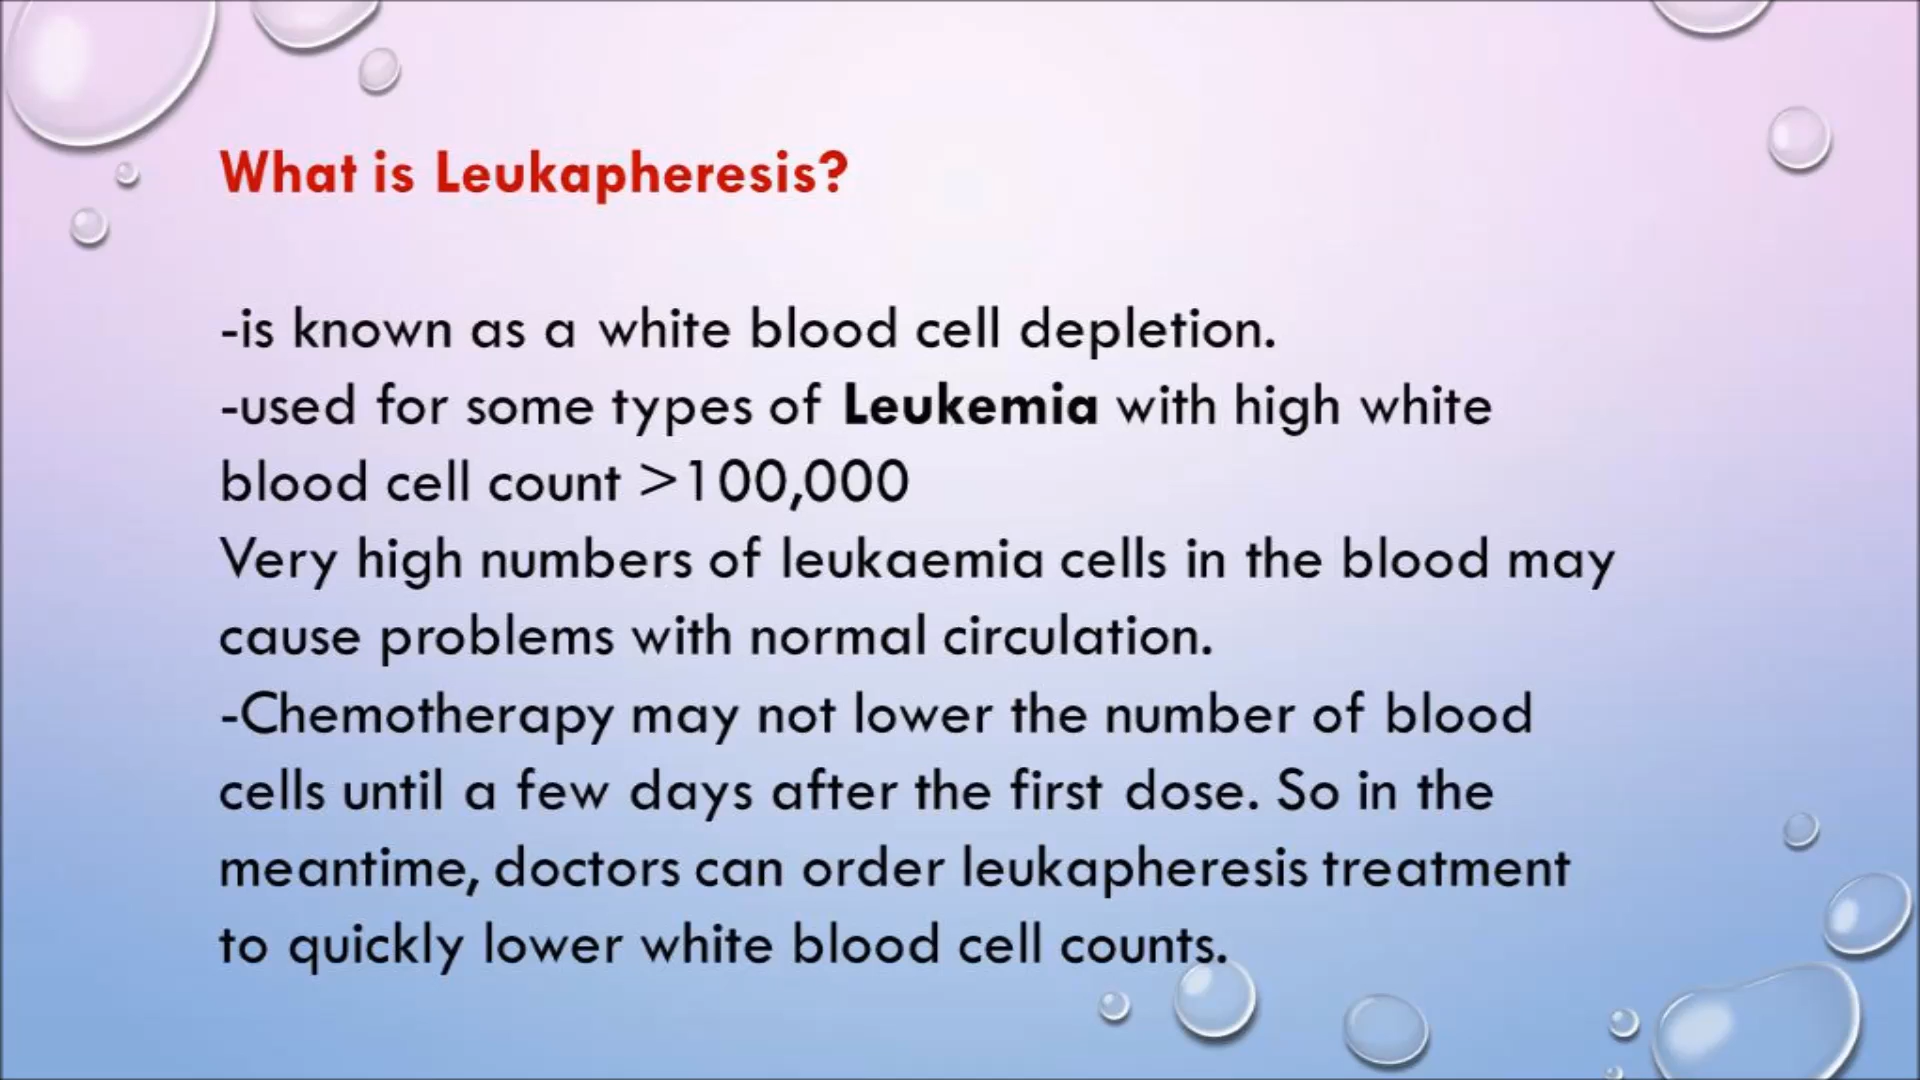 What is Leukapheresis?
-is known as a white blood cell depletion.
-used for some types of Leukemia with high white
blood cell count >100,000
Very high numbers of leukaemia cells in the blood may
cause problems with normal circulation.
-Chemotherapy may not lower the number of blood
cells until a few days after the first dose. So in the
meantime, doctors can order leukapheresis treatment
to quickly lower white blood cell counts.